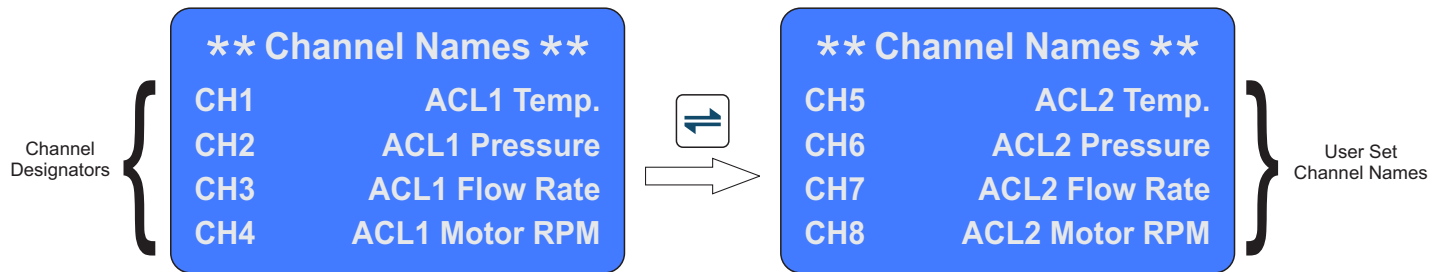 Channel
Designators
** Channel Names **
CH1 ACL1 Temp.
CH2 ACL1 Pressure
CH3 ACL1 Flow Rate
CH4 ACL1 Motor RPM
** Channel Names **
CH5 ACL2 Temp.
CH6 ACL2 Pressure
CH7 ACL2 Flow Rate
CH8 ACL2 Motor RPM
User Set
Channel Names